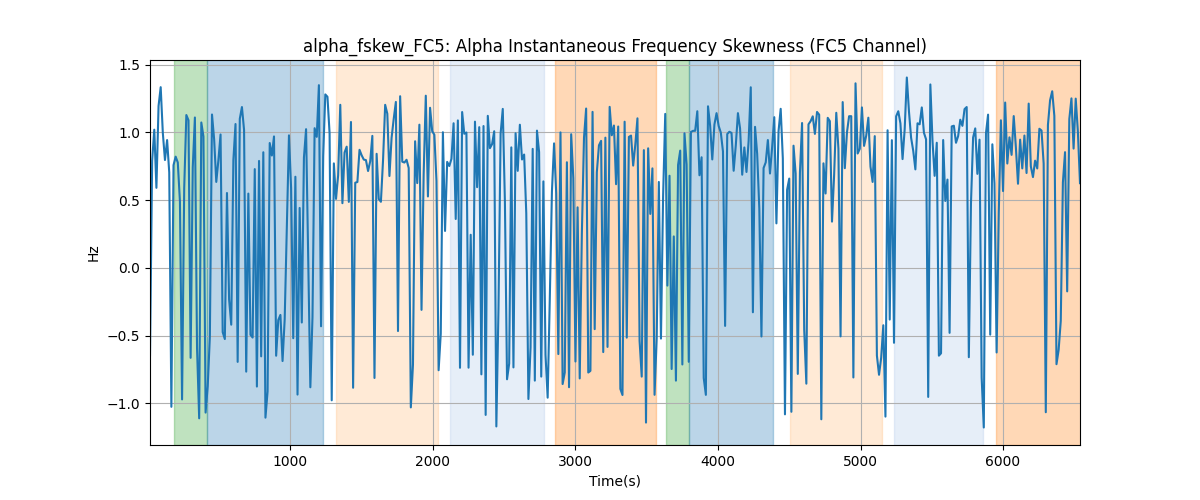 alpha_fskew_FC5: Alpha Instantaneous Frequency Skewness (FC5 Channel)
1.5
1.0
0.5
0.0
−0.5
−1.0
Hz
1000 2000 3000 4000 5000 6000
Time(s)